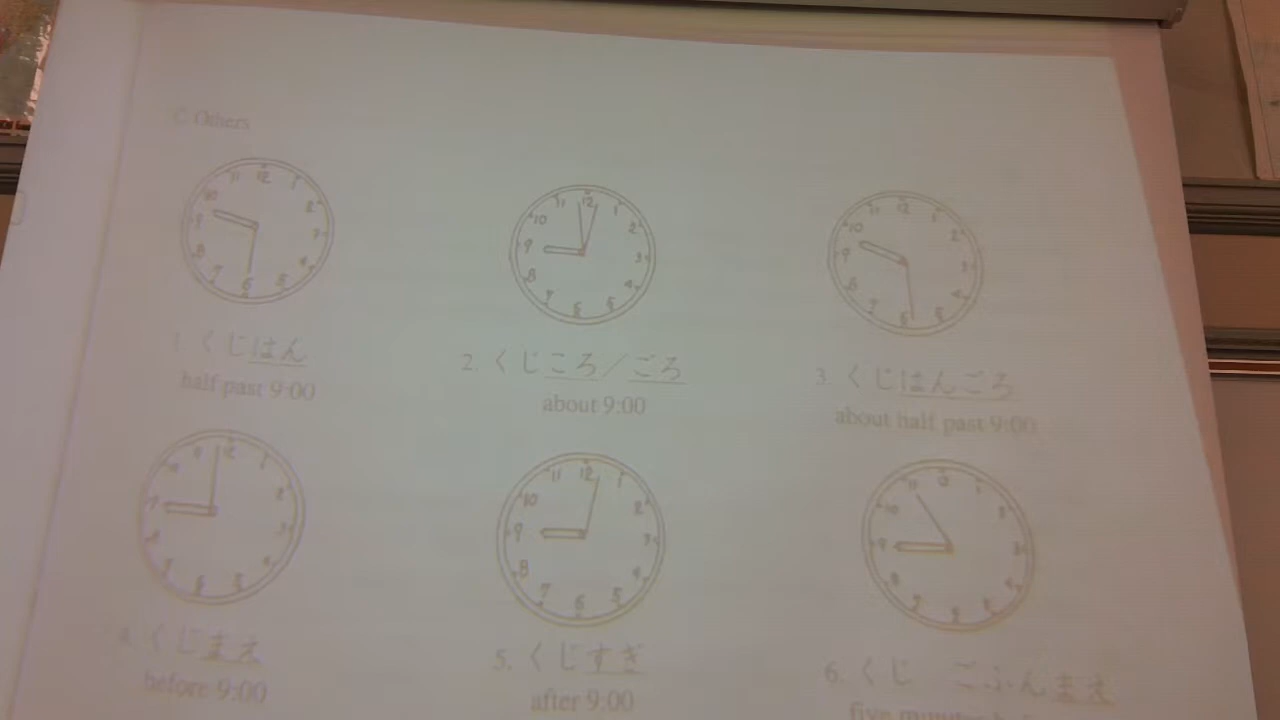 C Others
1. くじはん
half past 9:00
2. くじころ/ごろ
about 9:00
3. くじはんごろ
about half past 9:00
4. くじまえ
before 9:00
5. くじすぎ
after 9:00
6. くじ ごふんまえ
five minutes